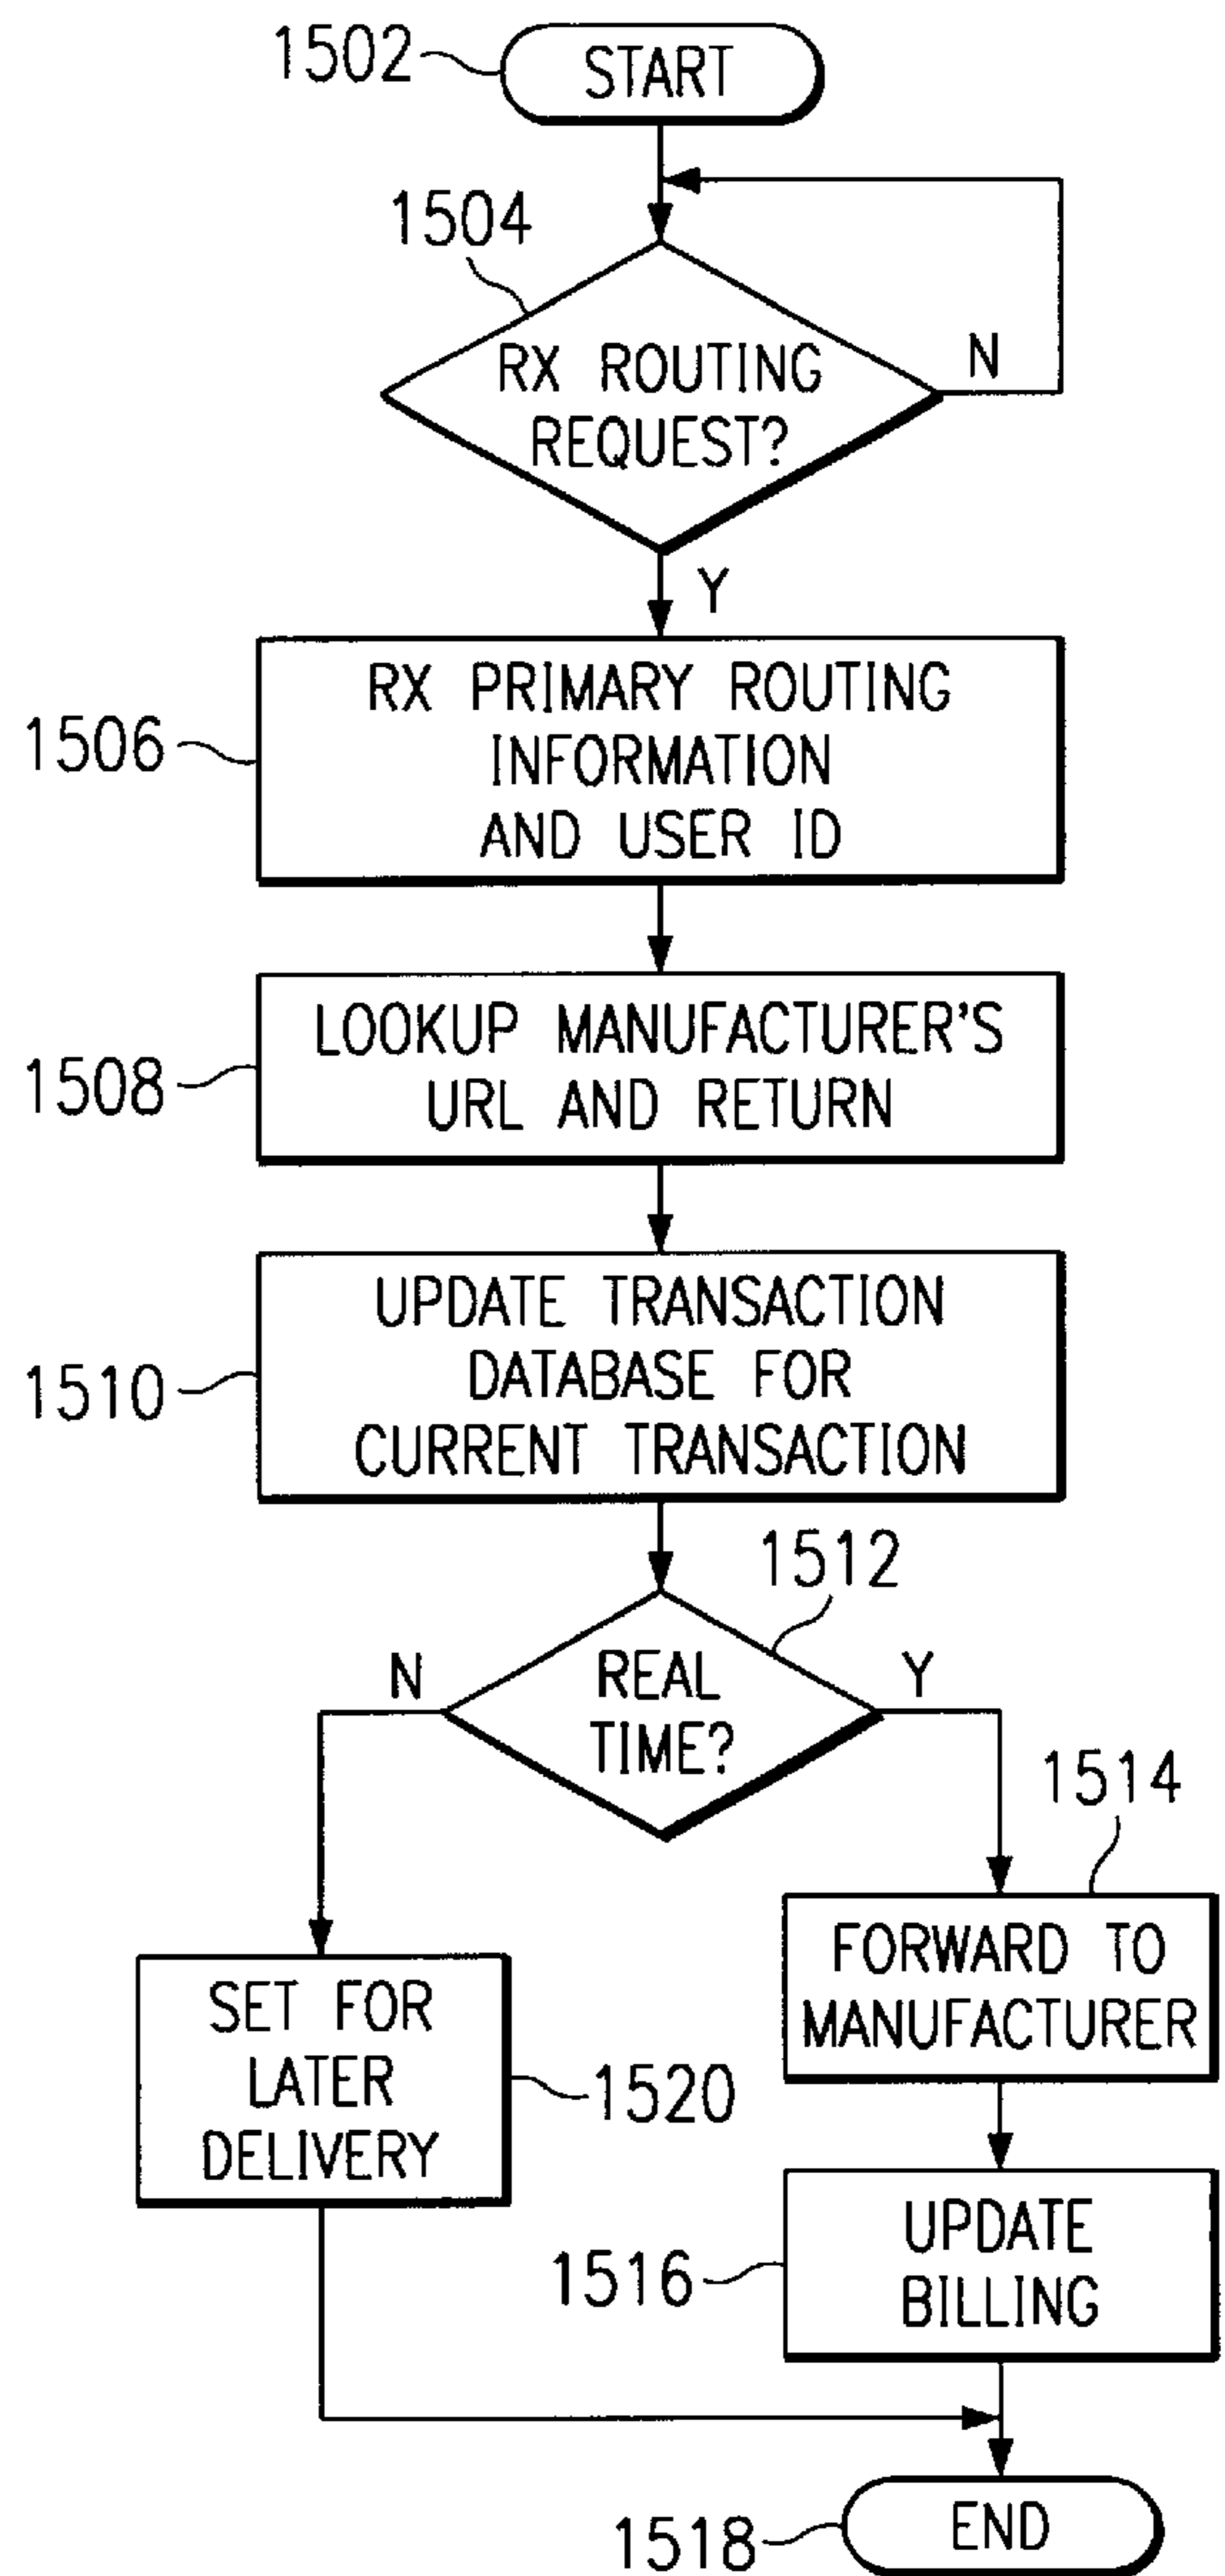 1502
START
1504
RX ROUTING
REQUEST?
N
Y
1506
RX PRIMARY ROUTING
INFORMATION
AND USER ID
1508
LOOKUP MANUFACTURER'S
URL AND RETURN
1510
UPDATE TRANSACTION
DATABASE FOR
CURRENT TRANSACTION
1512
N
REAL
TIME?
Y
1514
FORWARD TO
MANUFACTURER
SET FOR
LATER
DELIVERY
1520
1516
UPDATE
BILLING
1518
END